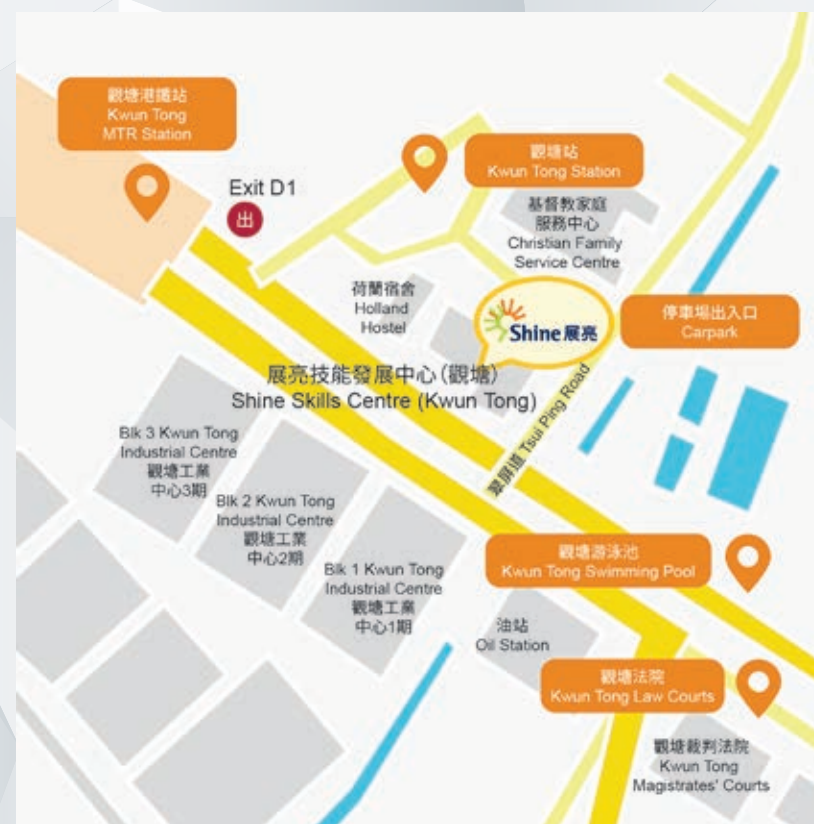 觀塘港鐵站
Kwun Tong
MTR Station
Exit D1
出
觀塘站
Kwun Tong Station
基督教家庭
服務中心
Christian Family
Service Centre
荷蘭宿舍
Holland
Hostel
Shine 展亮
停車場出入口
Carpark
展亮技能發展中心(觀塘)
Shine Skills Centre (Kwun Tong)
翠屏道 Tsui Ping Road
Blk 3 Kwun Tong
Industrial Centre
觀塘工業
中心3期
Blk 2 Kwun Tong
Industrial Centre
觀塘工業
中心2期
Blk 1 Kwun Tong
Industrial Centre
觀塘工業
中心1期
觀塘游泳池
Kwun Tong Swimming Pool
油站
Oil Station
觀塘法院
Kwun Tong Law Courts
觀塘裁判法院
Kwun Tong
Magistrates' Courts